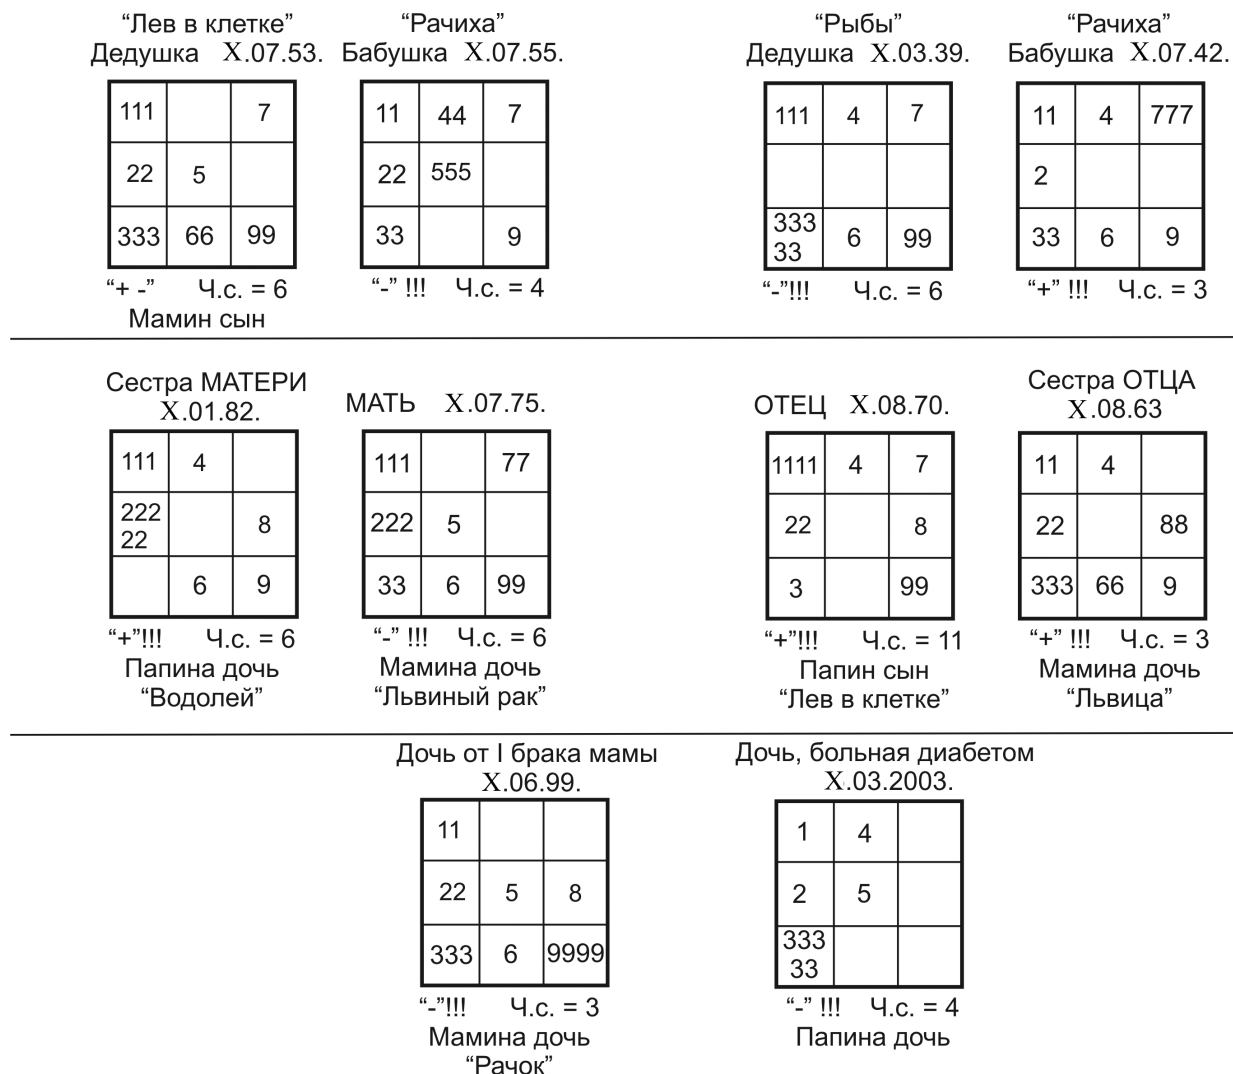 “Лев в клетке”
Дедушка X.07.53.
111 7
22 5
333 66 99
“+ -” Ч.с. = 6
Мамин сын
“Рачиха”
Бабушка X.07.55.
11 44 7
22 555
33 9
“-” !!! Ч.с. = 4
“Рыбы”
Дедушка X.03.39.
111 4 7
333
33 6 99
“-”!!! Ч.с. = 6
“Рачиха”
Бабушка X.07.42.
11 4 777
2
33 6 9
“+” !!! Ч.с. = 3
Сестра МАТЕРИ
X.01.82.
111 4
222
22 8
6 9
“+”!!! Ч.с. = 6
Папина дочь
“Водолей”
МАТЬ X.07.75.
111 77
222 5
33 6 99
“-” !!! Ч.с. = 6
Мамина дочь
“Львиный рак”
ОТЕЦ X.08.70.
1111 4 7
22 8
3 99
“+”!!! Ч.с. = 11
Папин сын
“Лев в клетке”
Сестра ОТЦА
X.08.63
11 4
22 88
333 66 9
“+” !!! Ч.с. = 3
Мамина дочь
“Львица”
Дочь от I брака мамы
X.06.99.
11
22 5 8
333 6 9999
“-”!!! Ч.с. = 3
Мамина дочь
“Рачок”
Дочь, больная диабетом
X.03.2003.
1 4
2 5
333
33
“-” !!! Ч.с. = 4
Папина дочь